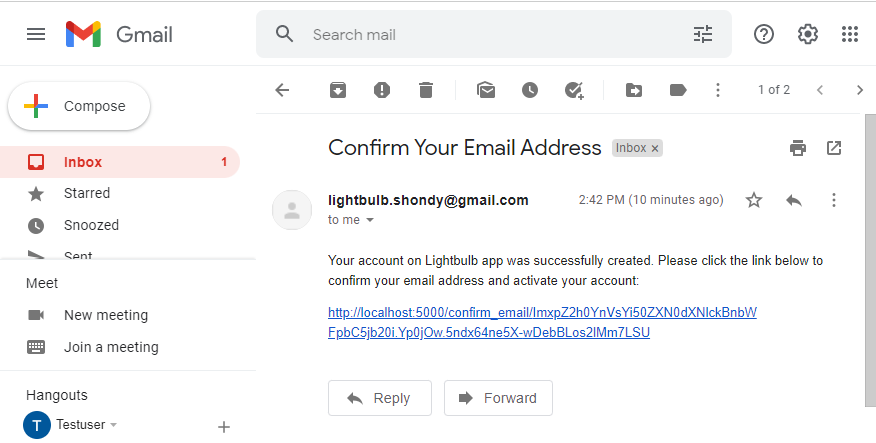 Gmail
Search mail
Compose
1 of 2
Confirm Your Email Address Inbox x
Inbox 1
Starred
Snoozed
Sent
lightbulb.shondy@gmail.com 2:42 PM (10 minutes ago)
to me
Your account on Lightbulb app was successfully created. Please click the link below to
confirm your email address and activate your account:
http://localhost:5000/confirm_email/ImxpZ2h0YnVsYi50ZXN0dXNlckBnbW
FpbC5jb20i.Yp0jOw.5ndx64ne5X-wDebBLos2lMm7LSU
Meet
New meeting
Join a meeting
Reply
Forward
Hangouts
T Testuser